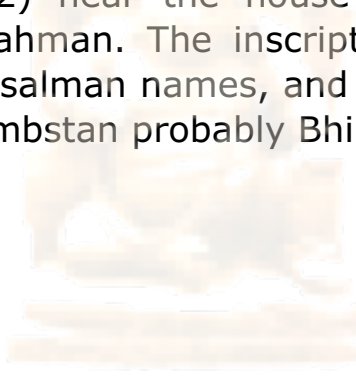 2) near the house
ahman. The inscript
salman names, and
mbstan probably Bhi